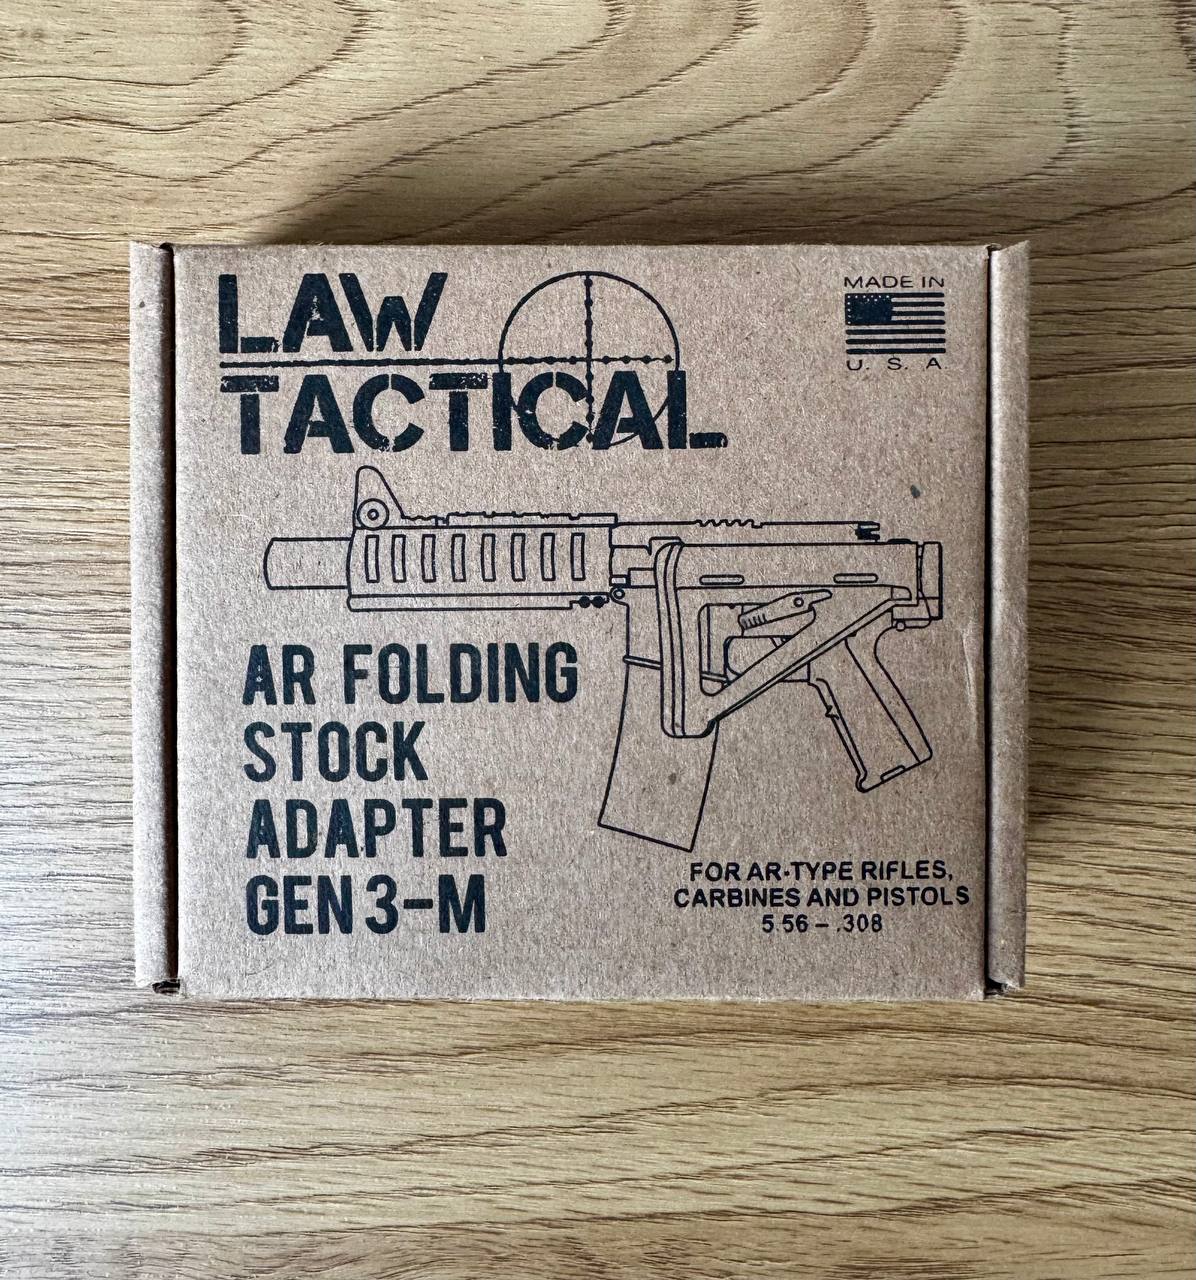 LAW
TACTICAL
MADE IN
U. S. A
AR FOLDING
STOCK
ADAPTER
GEN 3-M
FOR AR-TYPE RIFLES,
CARBINES AND PISTOLS
5.56 – .308